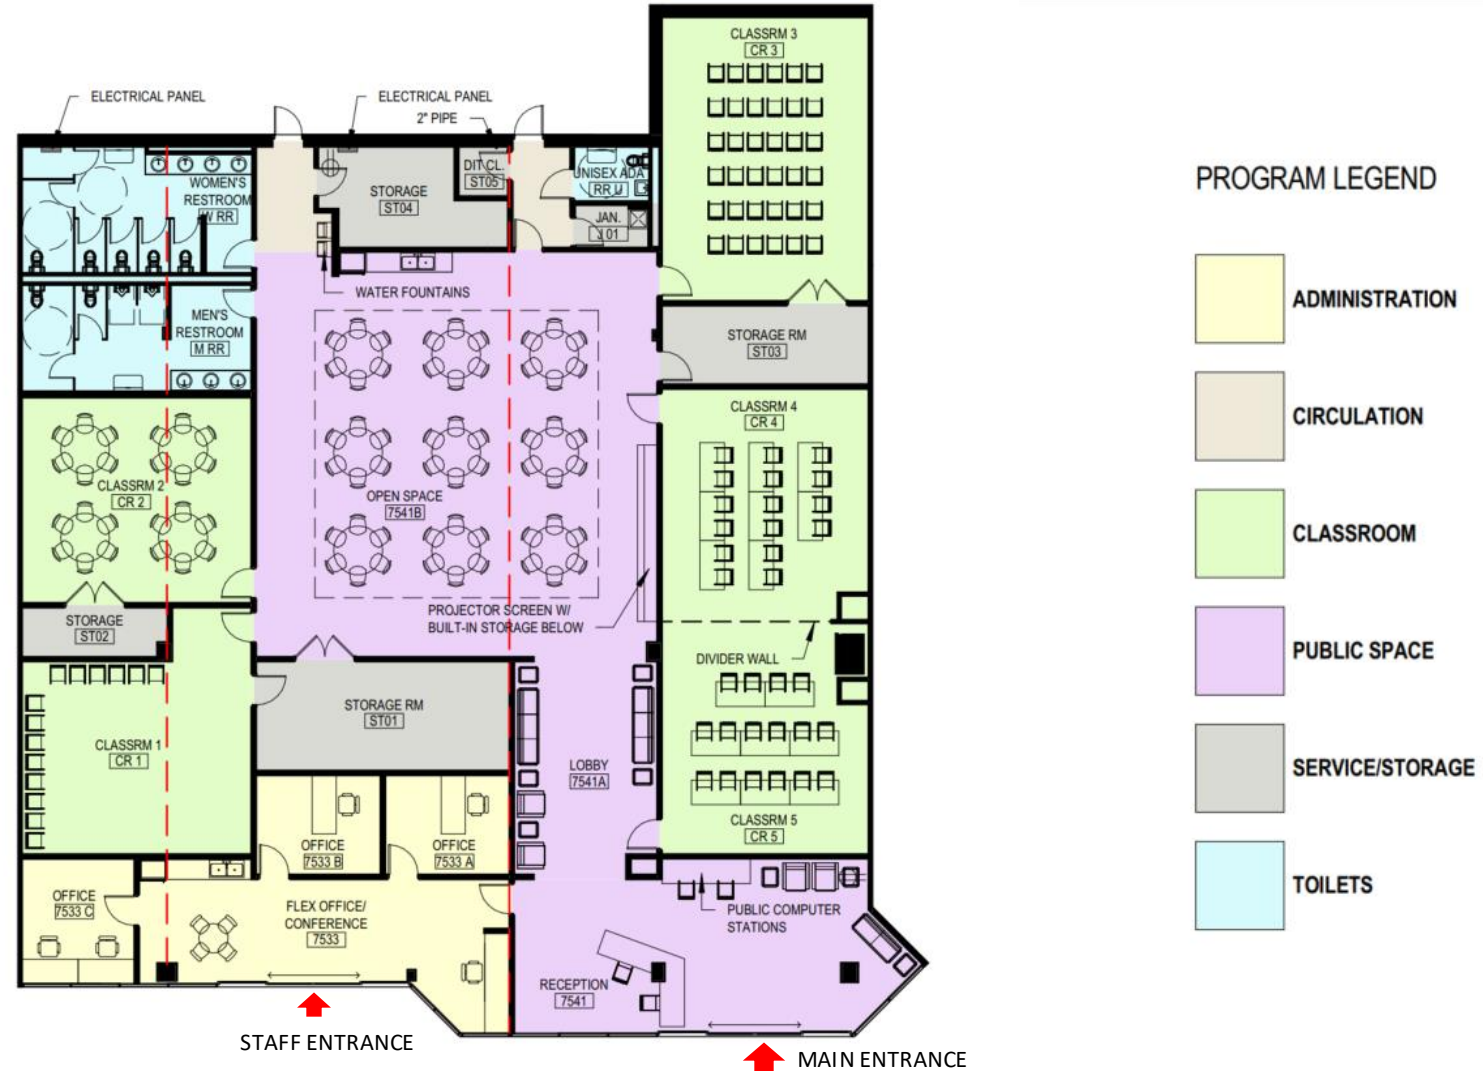 CLASSRM 3
CR 3
ELECTRICAL PANEL
ELECTRICAL PANEL
2" PIPE
WOMEN'S
RESTROOM
W RR
DIT CL.
ST05
UNISEX ADA
RR U
STORAGE
ST04
JAN.
J 01
WATER FOUNTAINS
MEN'S
RESTROOM
M RR
STORAGE RM
ST03
CLASSRM 4
CR 4
CLASSRM 2
CR 2
OPEN SPACE
7541B
PROJECTOR SCREEN W/
BUILT-IN STORAGE BELOW
STORAGE
ST02
DIVIDER WALL
STORAGE RM
ST01
CLASSRM 1
CR 1
LOBBY
7541A
CLASSRM 5
CR 5
OFFICE
7533 B
OFFICE
7533 A
OFFICE
7533 C
FLEX OFFICE/
CONFERENCE
7533
PUBLIC COMPUTER
STATIONS
RECEPTION
7541
STAFF ENTRANCE
MAIN ENTRANCE
PROGRAM LEGEND
ADMINISTRATION
CIRCULATION
CLASSROOM
PUBLIC SPACE
SERVICE/STORAGE
TOILETS